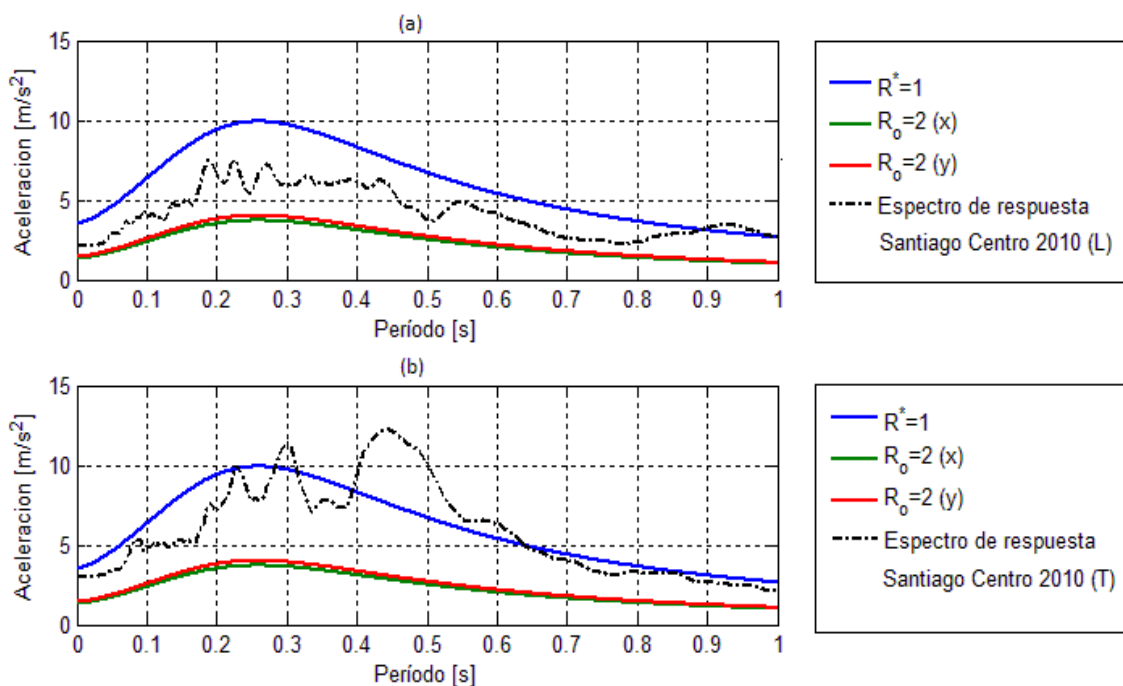 (a)
15
10
5
0
Aceleracion [m/s²]
0 0.1 0.2 0.3 0.4 0.5 0.6 0.7 0.8 0.9 1
Período [s]
R*=1
Ro=2 (x)
Ro=2 (y)
Espectro de respuesta
Santiago Centro 2010 (L)
(b)
15
10
5
0
Aceleracion [m/s²]
0 0.1 0.2 0.3 0.4 0.5 0.6 0.7 0.8 0.9 1
Período [s]
R*=1
Ro=2 (x)
Ro=2 (y)
Espectro de respuesta
Santiago Centro 2010 (T)